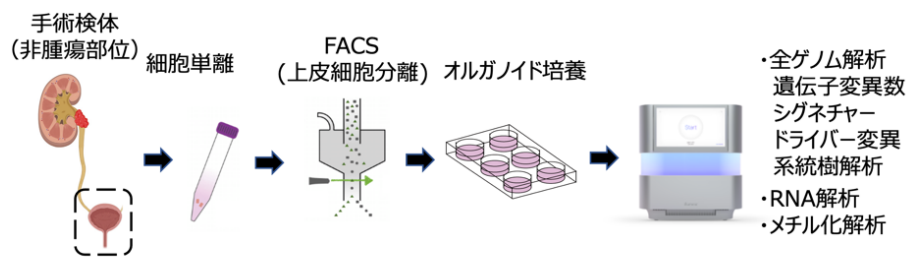 手術検体
(非腫瘍部位)
細胞単離
FACS
(上皮細胞分離)
オルガノイド培養
・全ゲノム解析
遺伝子変異数
シグネチャー
ドライバー変異
系統樹解析
・RNA解析
・メチル化解析